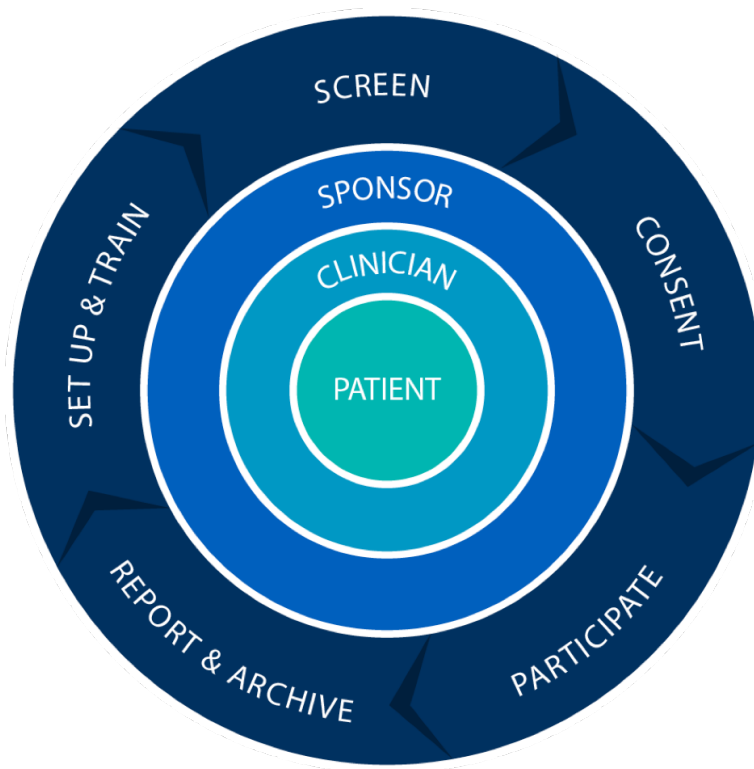 SCREEN
CONSENT
PARTICIPATE
REPORT & ARCHIVE
SET UP & TRAIN
SPONSOR
CLINICIAN
PATIENT